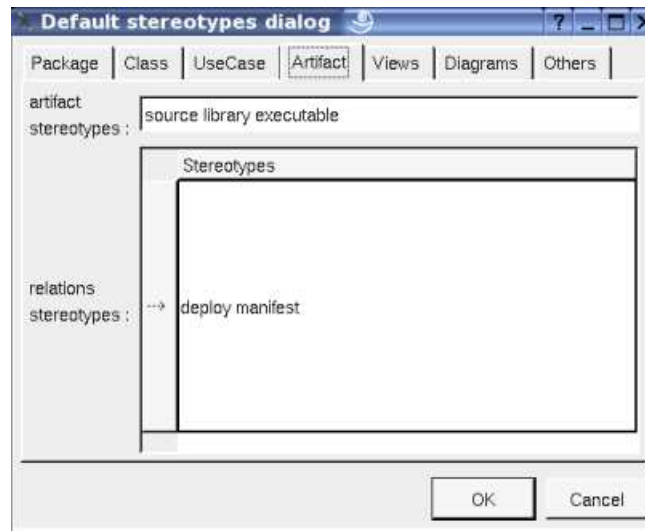 Default stereotypes dialog
Package Class UseCase Artifact Views Diagrams Others
artifact
stereotypes :
source library executable
Stereotypes
relations
stereotypes :
deploy manifest
OK Cancel